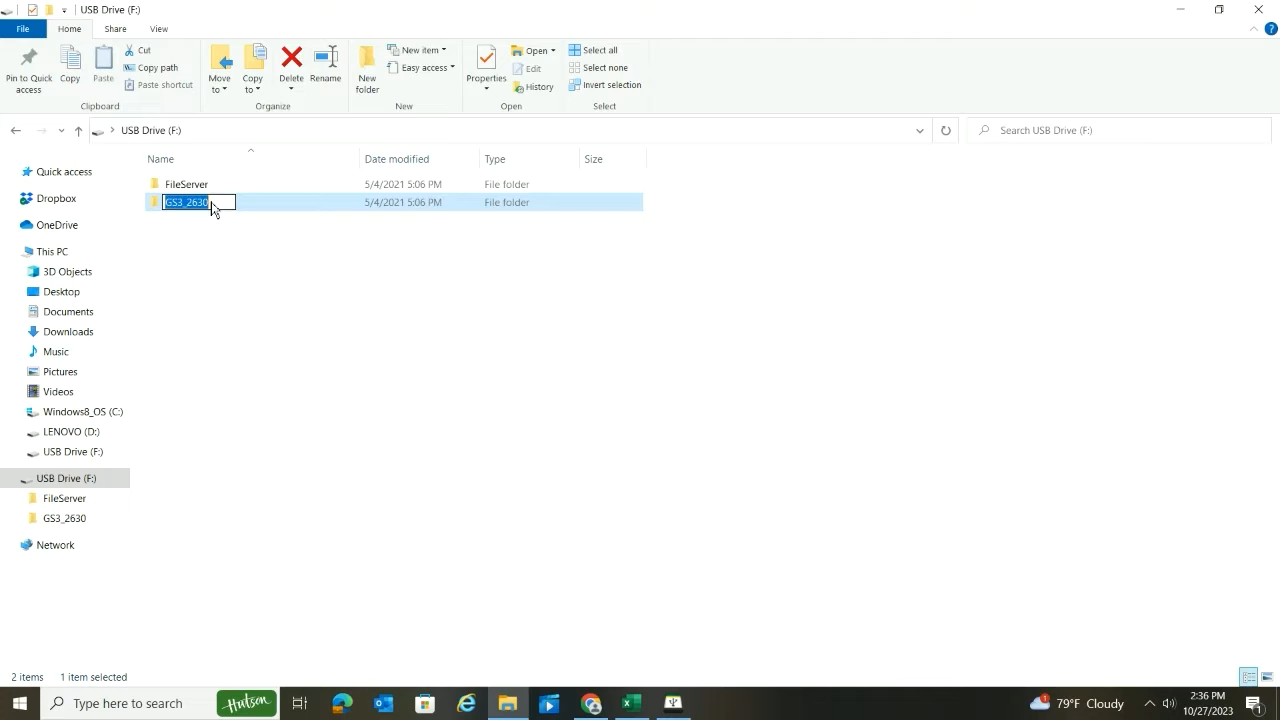 USB Drive (F:)
File Home Share View
Pin to Quick access
Copy
Paste
Cut
Copy path
Paste shortcut
Clipboard
Move to
Copy to
Delete
Rename
Organize
New folder
New item
Easy access
New
Properties
Open
Edit
History
Open
Select all
Select none
Invert selection
Select
USB Drive (F:)
Search USB Drive (F:)
Name Date modified Type Size
FileServer 5/4/2021 5:06 PM File folder
GS3_2630 5/4/2021 5:06 PM File folder
Quick access
Dropbox
OneDrive
This PC
3D Objects
Desktop
Documents
Downloads
Music
Pictures
Videos
Windows8_OS (C:)
LENOVO (D:)
USB Drive (F:)
USB Drive (F:)
FileServer
GS3_2630
Network
2 items 1 item selected
Type here to search
Hutson
1
79°F Cloudy
2:36 PM
10/27/2023
1